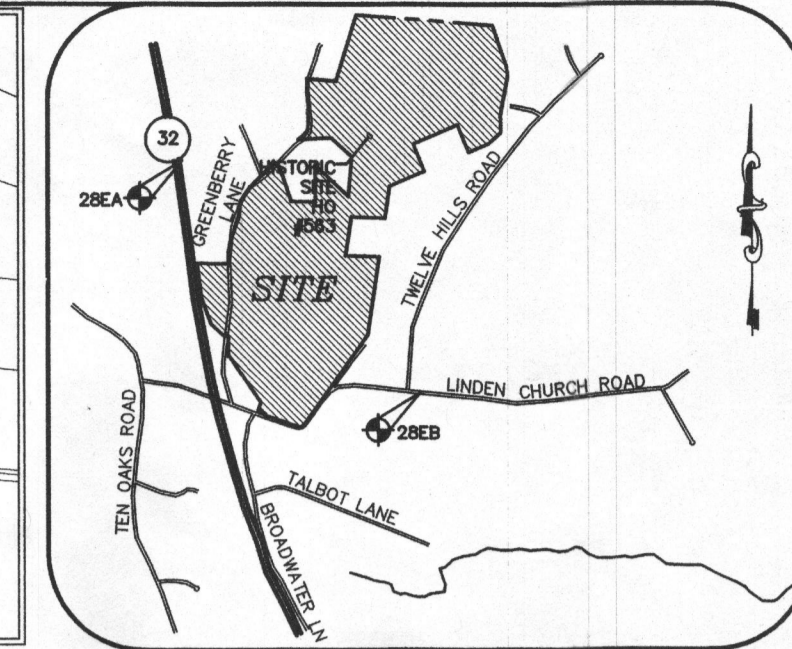 32
28EA
GREENBERRY
LANE
HISTORIC
SITE
HO
#563
SITE
TWELVE HILLS ROAD
LINDEN CHURCH ROAD
28EB
TEN OAKS ROAD
TALBOT LANE
BROADWATER LN